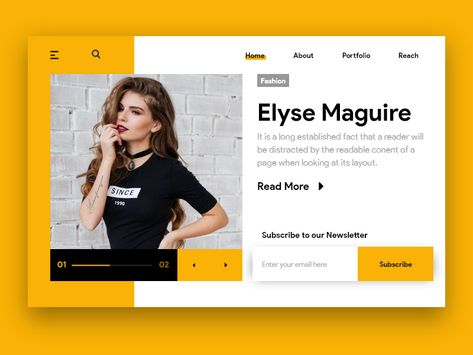 Home About Portfolio Reach
Fashion
Elyse Maguire
It is a long established fact that a reader will
be distracted by the readable conent of a
page when looking at its layout.
Read More
SINCE
1990
Subscribe to our Newsletter
01 02
Enter your email here
Subscribe